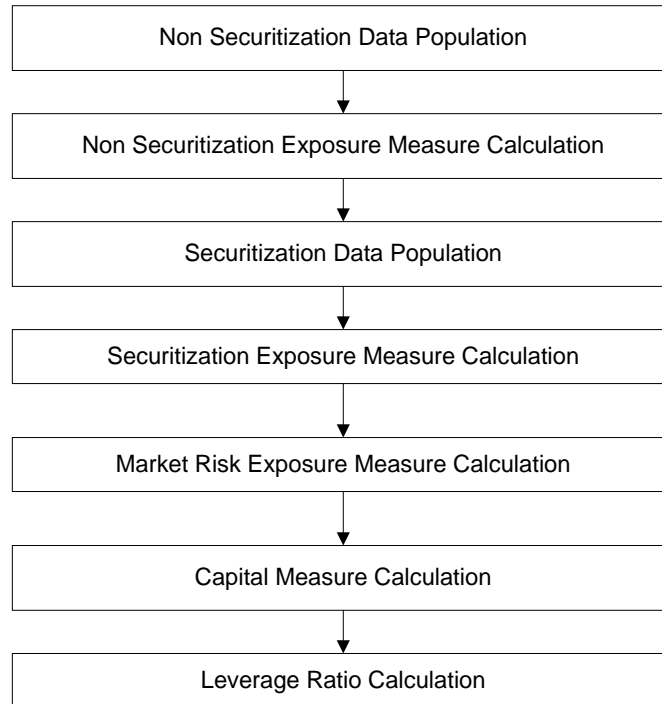 Non Securitization Data Population
Non Securitization Exposure Measure Calculation
Securitization Data Population
Securitization Exposure Measure Calculation
Market Risk Exposure Measure Calculation
Capital Measure Calculation
Leverage Ratio Calculation